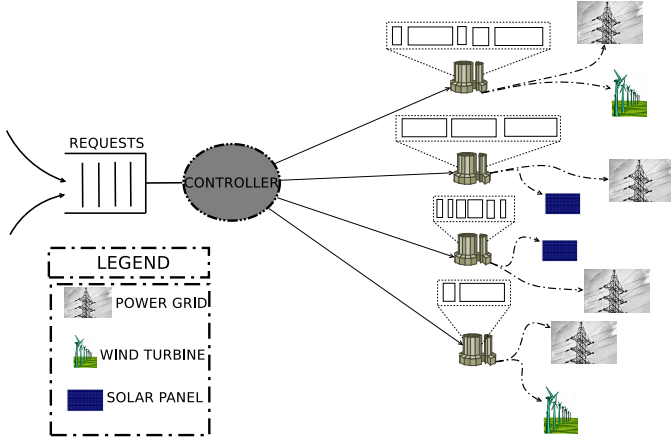 REQUESTS
CONTROLLER
LEGEND
POWER GRID
WIND TURBINE
SOLAR PANEL